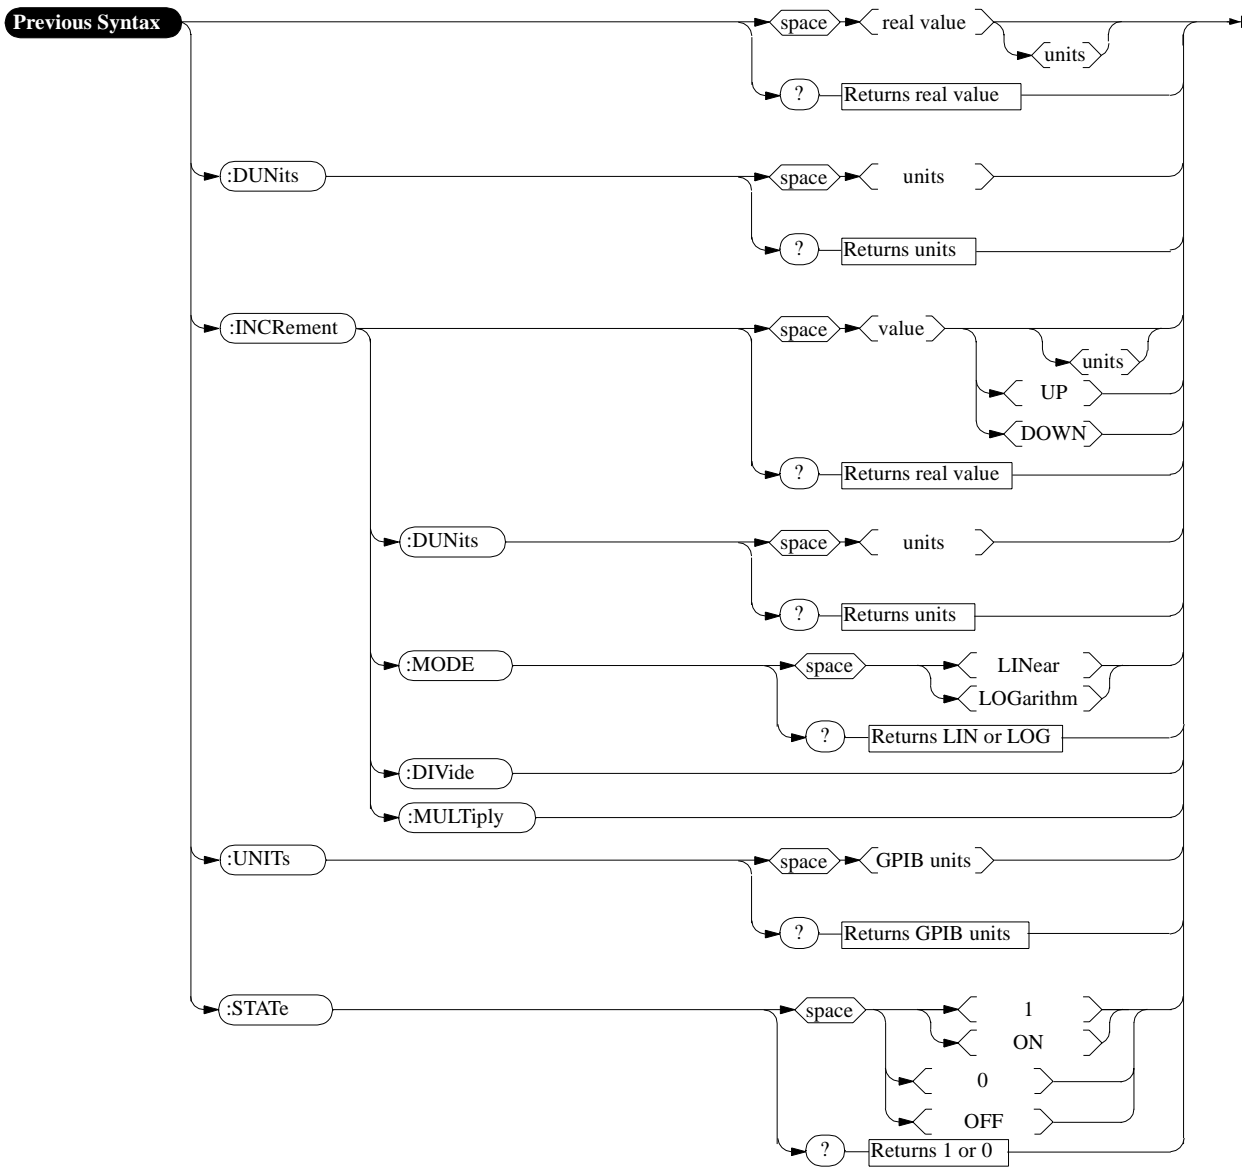 Previous Syntax space real value
units
? Returns real value
:DUNits space units
? Returns units
:INCRement space value
units
UP
DOWN
? Returns real value
:DUNits space units
? Returns units
:MODE space LINear
LOGarithm
? Returns LIN or LOG
:DIVide
:MULTiply
:UNITs space GPIB units
? Returns GPIB units
:STATe space 1
ON
0
OFF
? Returns 1 or 0